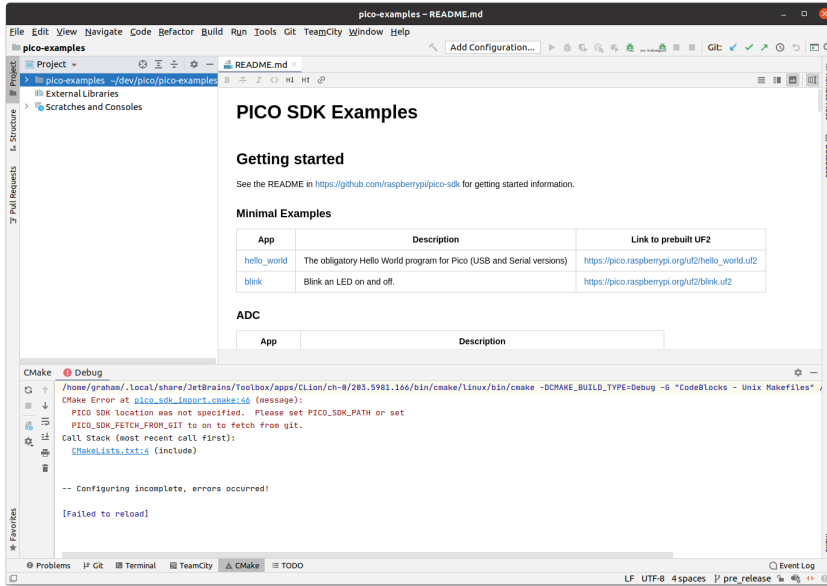 pico-examples – README.md
File Edit View Navigate Code Refactor Build Run Tools Git TeamCity Window Help
pico-examples
Add Configuration...
Git:
Project
README.md
pico-examples ~/dev/pico/pico-examples
External Libraries
Scratches and Consoles
Project
Structure
Pull Requests
Favorites
B I H↓ H↑
PICO SDK Examples
Getting started
See the README in https://github.com/raspberrypi/pico-sdk for getting started information.
Minimal Examples
App Description Link to prebuilt UF2
hello_world The obligatory Hello World program for Pico (USB and Serial versions) https://pico.raspberrypi.org/uf2/hello_world.uf2
blink Blink an LED on and off. https://pico.raspberrypi.org/uf2/blink.uf2
ADC
App Description
CMake Debug
/home/graham/.local/share/JetBrains/Toolbox/apps/CLion/ch-0/203.5981.166/bin/cmake/linux/bin/cmake -DCMAKE_BUILD_TYPE=Debug -G "CodeBlocks - Unix Makefiles" /
CMake Error at pico_sdk_import.cmake:46 (message):
PICO SDK location was not specified. Please set PICO_SDK_PATH or set
PICO_SDK_FETCH_FROM_GIT to on to fetch from git.
Call Stack (most recent call first):
CMakeLists.txt:4 (include)
-- Configuring incomplete, errors occurred!
[Failed to reload]
Problems Git Terminal TeamCity CMake TODO Event Log
LF UTF-8 4 spaces pre_release